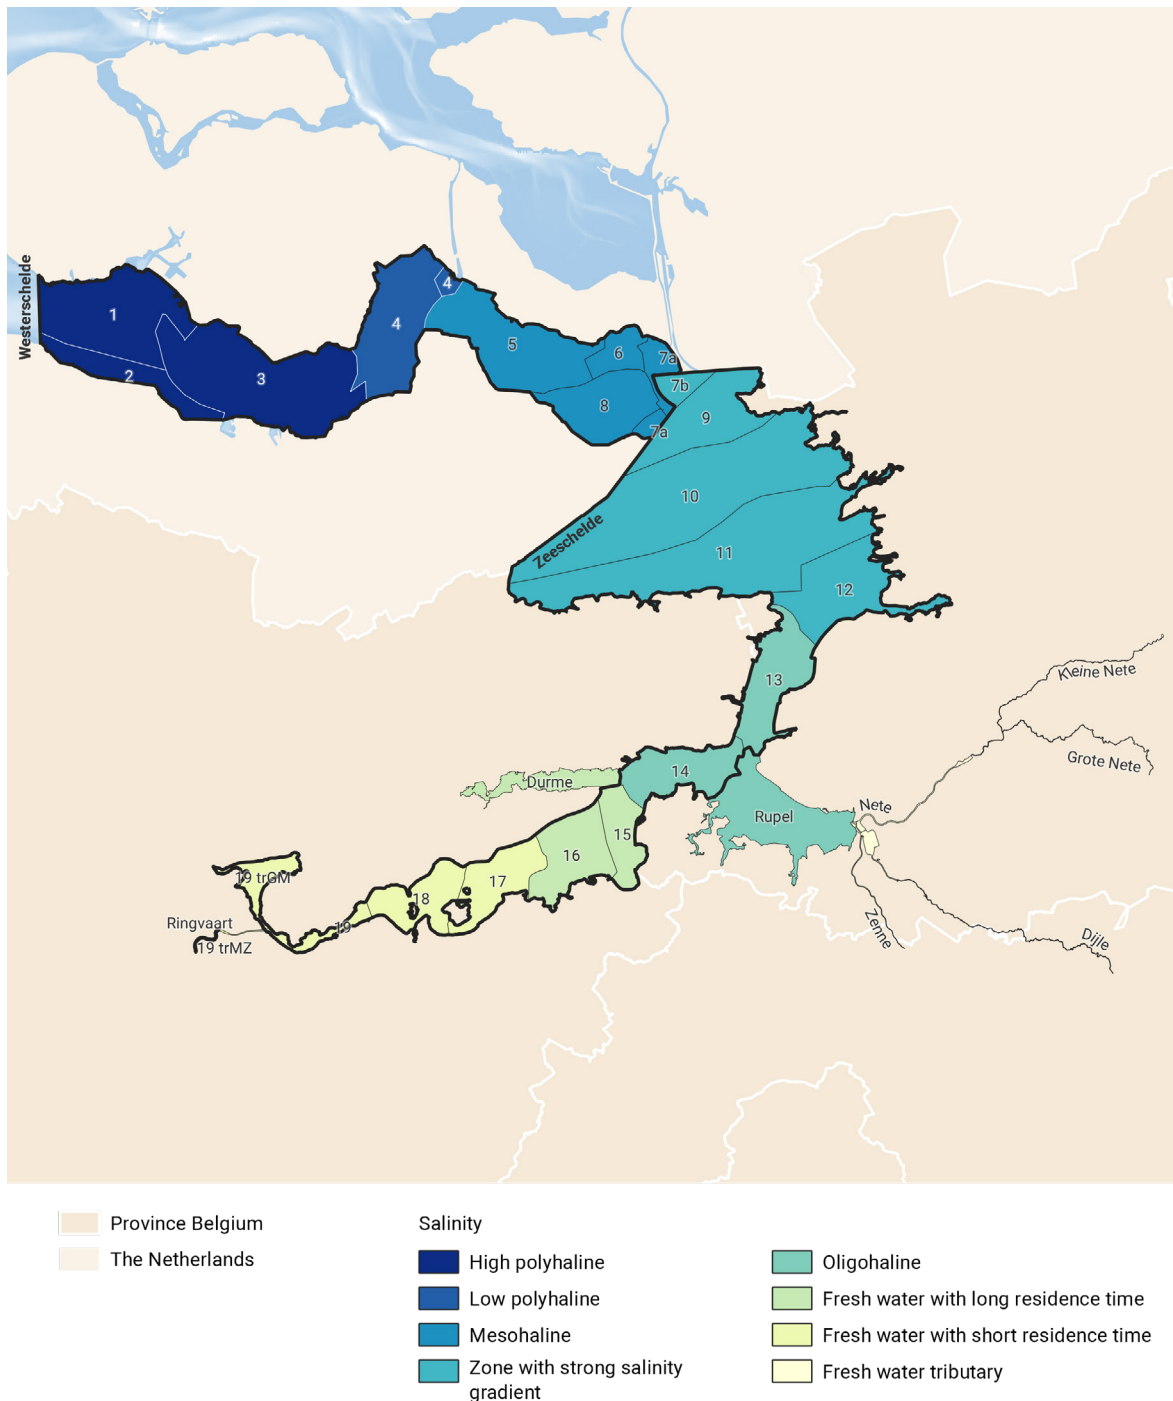 Westerschelde
1
2
3
4
4
5
6
7a
7b
8
7a
9
10
Zeeschelde
11
12
13
Kleine Nete
Grote Nete
14
Durme
Nete
Rupel
15
16
17
18
19 trGM
Ringvaart
19
19 trMZ
Zenne
Dijle
Province Belgium
The Netherlands
Salinity
High polyhaline
Low polyhaline
Mesohaline
Zone with strong salinity
gradient
Oligohaline
Fresh water with long residence time
Fresh water with short residence time
Fresh water tributary